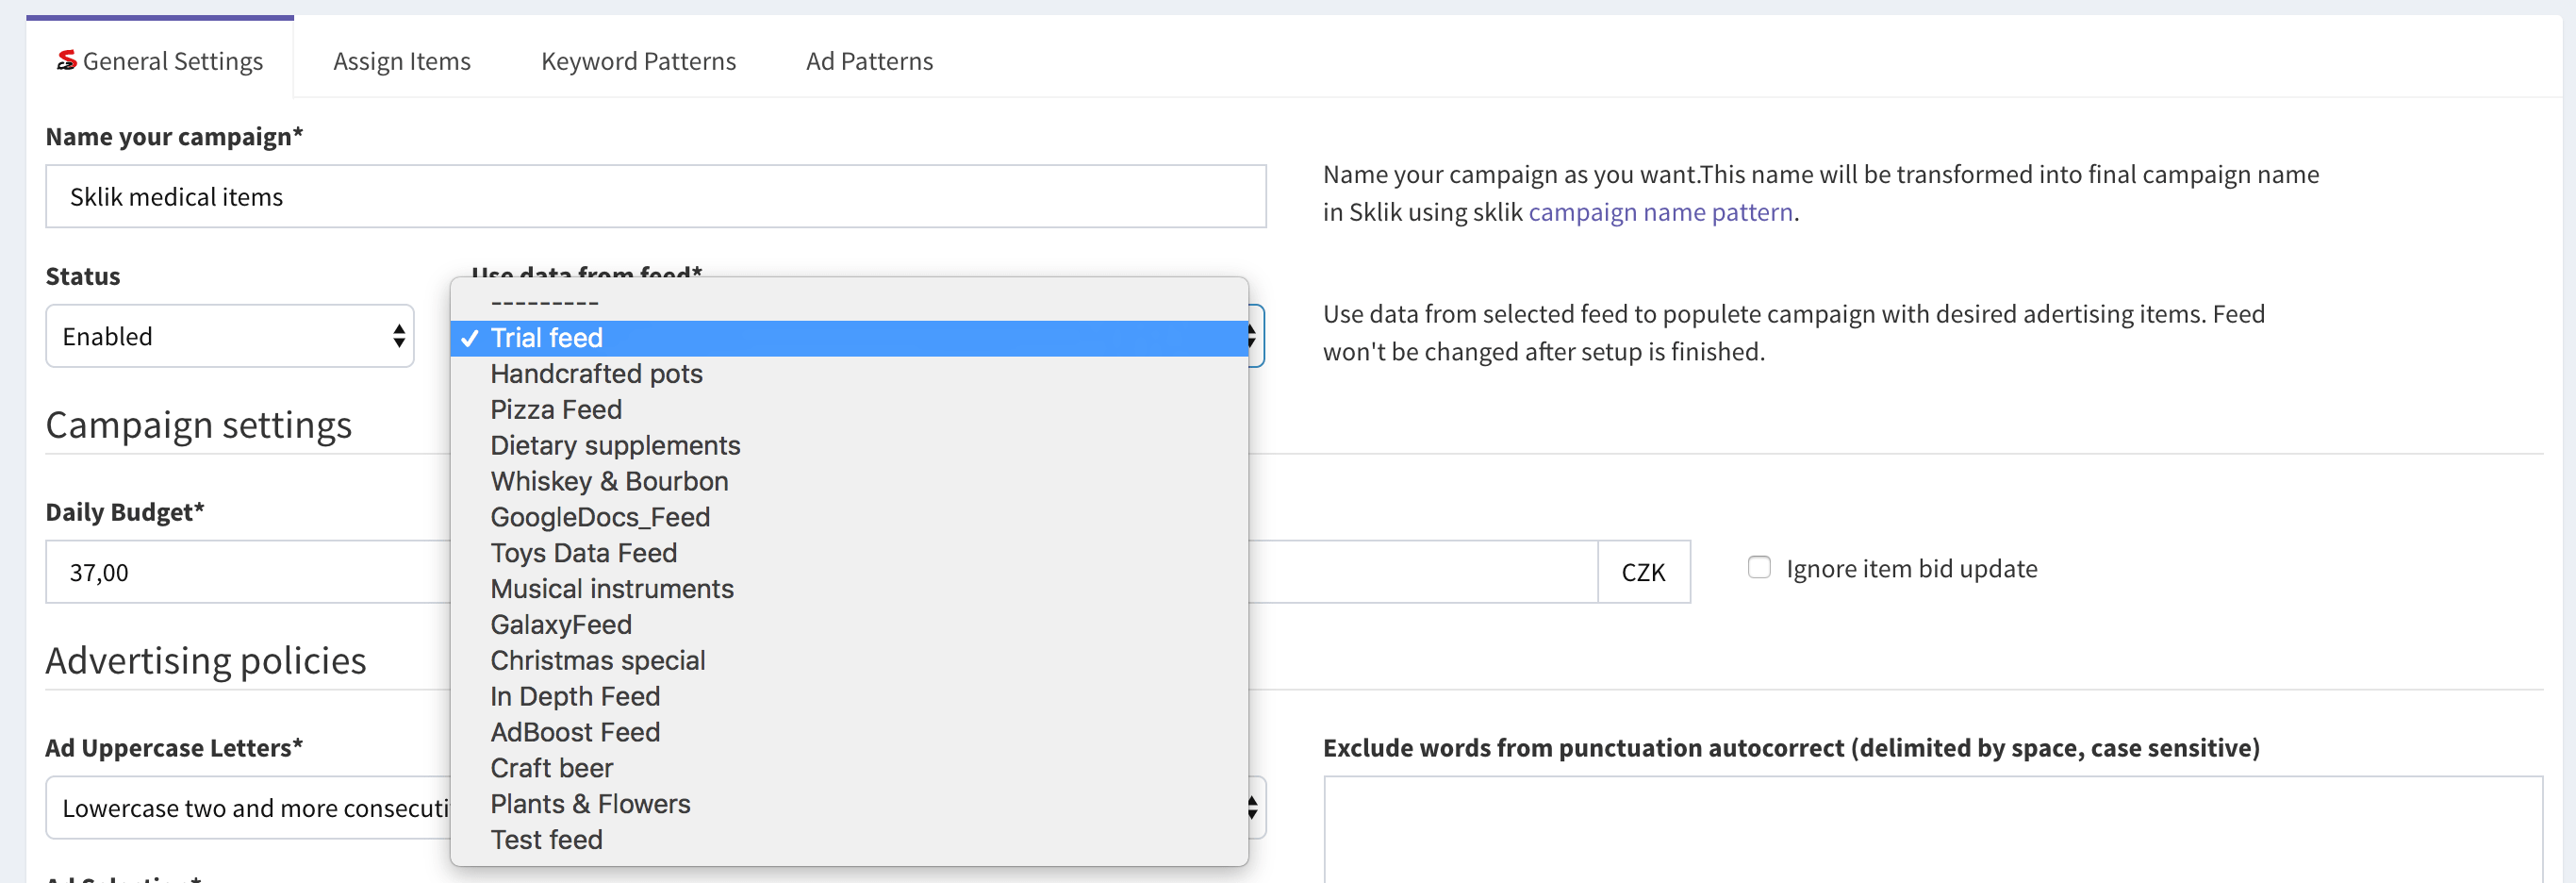 General Settings
Assign Items
Keyword Patterns
Ad Patterns
Name your campaign*
Sklik medical items
Name your campaign as you want.This name will be transformed into final campaign name
in Sklik using sklik campaign name pattern.
Status
Use data from feed*
Enabled
---------
Trial feed
Handcrafted pots
Pizza Feed
Dietary supplements
Whiskey & Bourbon
GoogleDocs_Feed
Toys Data Feed
Musical instruments
GalaxyFeed
Christmas special
In Depth Feed
AdBoost Feed
Craft beer
Plants & Flowers
Test feed
Use data from selected feed to populete campaign with desired adertising items. Feed
won't be changed after setup is finished.
Campaign settings
Daily Budget*
37,00
CZK
Ignore item bid update
Advertising policies
Ad Uppercase Letters*
Lowercase two and more consecuti
Exclude words from punctuation autocorrect (delimited by space, case sensitive)